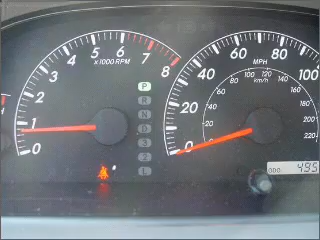 5 6 7 8
4
3
2
1
0
x1000 RPM
P
R
N
D
3
2
L
MPH
0 20 40 60 80 100
km/h
80 100 120 140
60 160
40 180
20 200
220
ODO 495
H